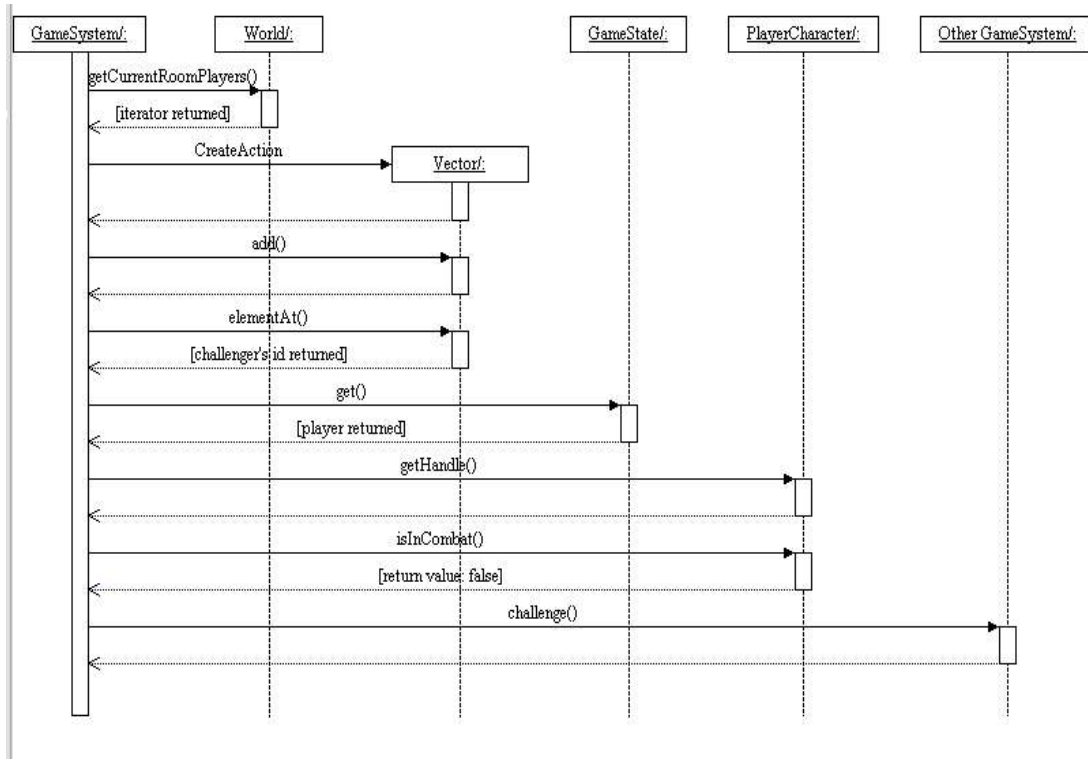 GameSystem/:
World/:
GameState/:
PlayerCharacter/:
Other GameSystem/:
getCurrentRoomPlayers()
[iterator returned]
CreateAction
Vector/:
add()
elementAt()
[challenger's id returned]
get()
[player returned]
getHandle()
isInCombat()
[return value: false]
challenge()